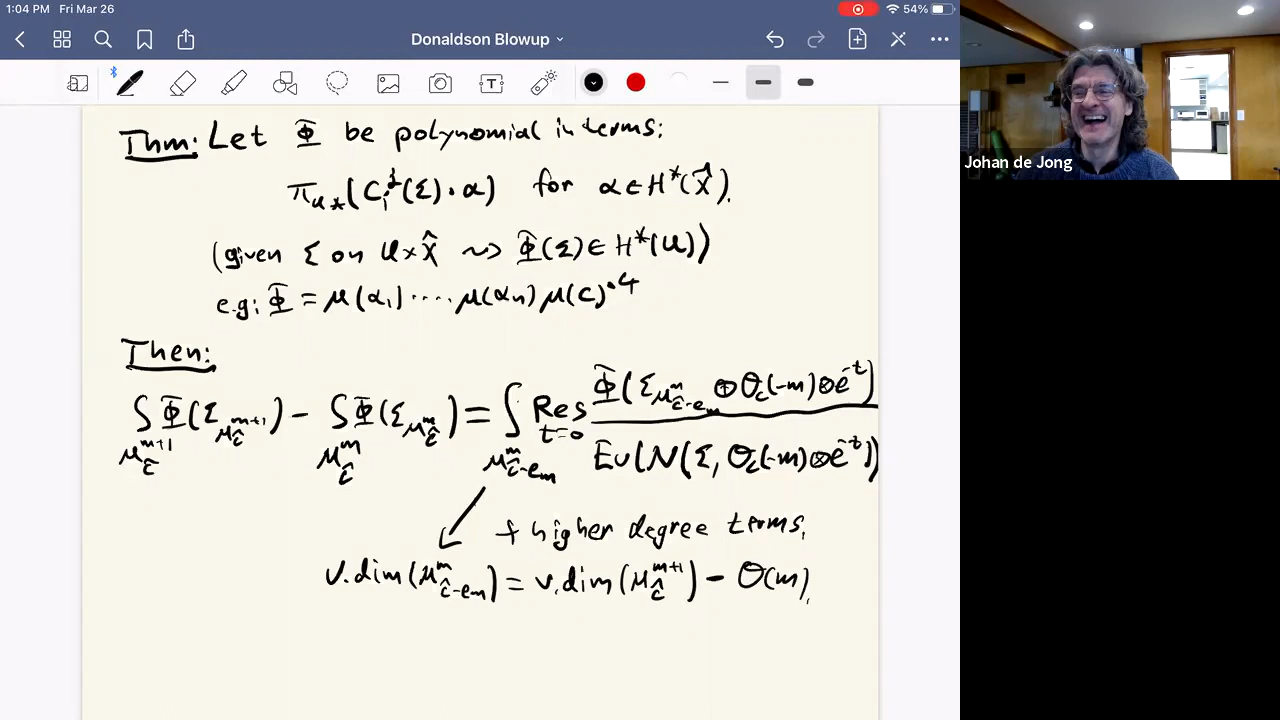 1:04 PM Fri Mar 26
54%
Donaldson Blowup
Johan de Jong
Thm: Let Φ̃ be polynomial in terms:
π_{U*}(C_i^j(Σ)·α) for α∈H*(X̂).
(given Σ on U×X̂ ⇝ Φ̃(Σ)∈H*(U))
e.g: Φ̃ = μ(α₁)····μ(αₙ)μ(C)^{·4}
Then:
∫_{M_ĉ^{m+1}} Φ̃(Σ_{M_ĉ^{m+1}}) − ∫_{M_ĉ^m} Φ̃(Σ_{M_ĉ^m}) = ∫_{M^m_{ĉ-e_m}} Res_{t=0} Φ̃(Σ_{M^m_{ĉ-e_m}} ⊕ O_c(-m)⊗e^{-t}) / Eu(N(Σ, O_c(-m)⊗e^{-t}))
+ higher degree terms.
v.dim(M^m_{ĉ-e_m}) = v.dim(M_ĉ^{m+1}) − O(m).